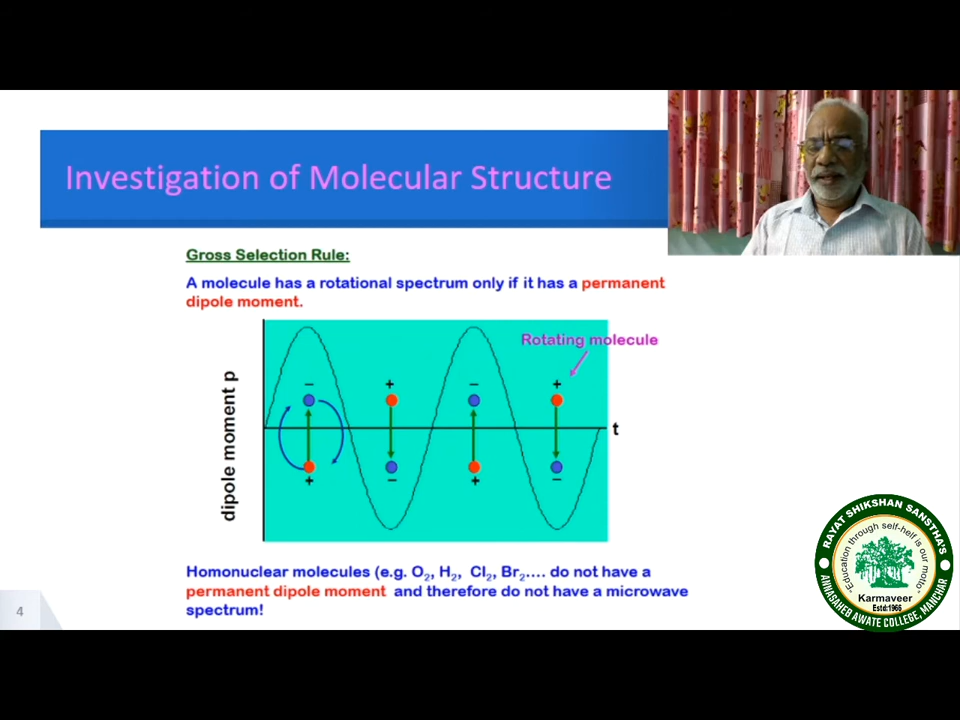 Investigation of Molecular Structure
Gross Selection Rule:
A molecule has a rotational spectrum only if it has a permanent
dipole moment.
Rotating molecule
− + − +
dipole moment p
t
+ − + −
Homonuclear molecules (e.g. O₂, H₂, Cl₂, Br₂.... do not have a
permanent dipole moment and therefore do not have a microwave
spectrum!
4
RAYAT SHIKSHAN SANSTHA'S
"Education through self-help is our motto"
Karmaveer
Estd:1966
ANNASAHEB AWATE COLLEGE, MANCHAR